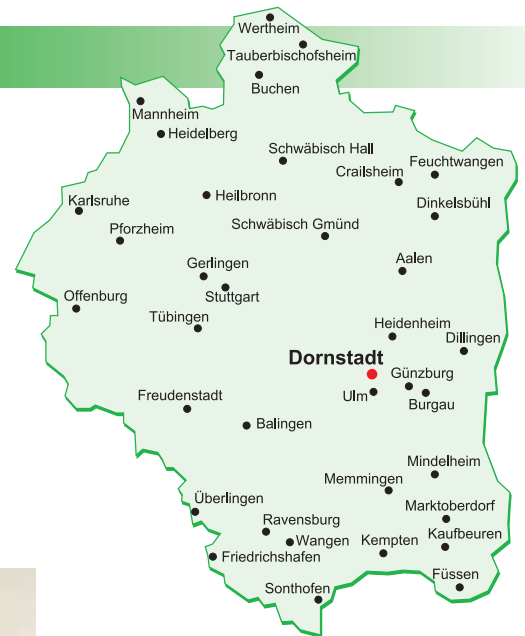 Wertheim
Tauberbischofsheim
Buchen
Mannheim
Heidelberg
Schwäbisch Hall
Feuchtwangen
Crailsheim
Heilbronn
Karlsruhe
Dinkelsbühl
Pforzheim
Schwäbisch Gmünd
Aalen
Gerlingen
Stuttgart
Offenburg
Tübingen
Heidenheim
Dillingen
Dornstadt
Günzburg
Ulm
Burgau
Freudenstadt
Balingen
Mindelheim
Memmingen
Überlingen
Marktoberdorf
Ravensburg
Kaufbeuren
Wangen
Kempten
Friedrichshafen
Füssen
Sonthofen